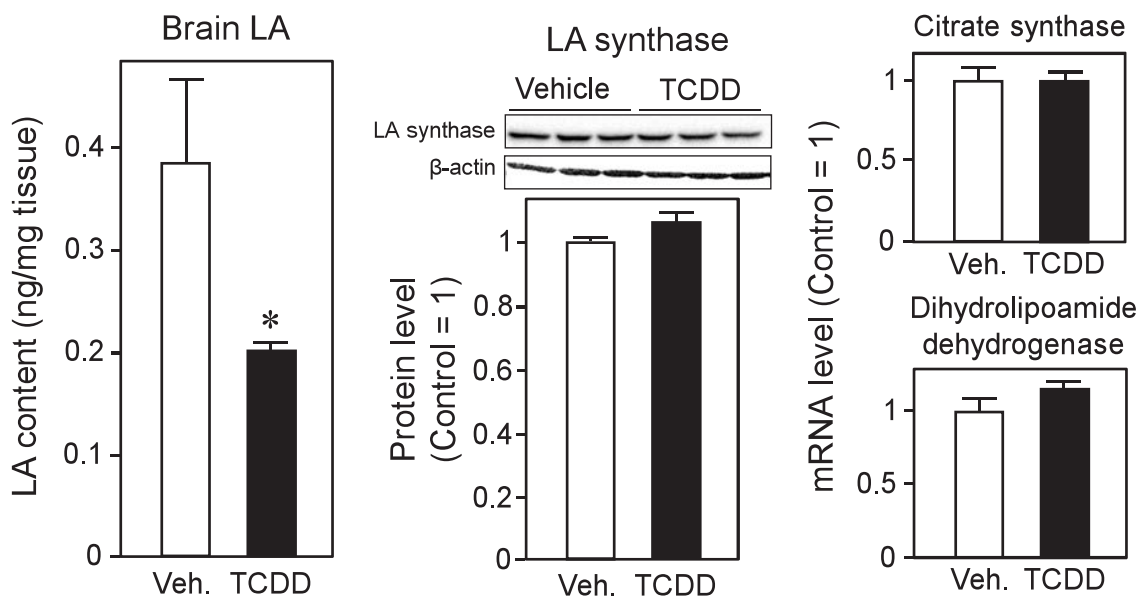 Brain LA
LA content (ng/mg tissue)
0.4
0.3
0.2
0.1
0
*
Veh. TCDD
LA synthase
Vehicle TCDD
LA synthase
β-actin
Protein level
(Control = 1)
1
0.8
0.6
0.4
0.2
0
Veh. TCDD
mRNA level (Control = 1)
Citrate synthase
1
0.5
0
Veh. TCDD
Dihydrolipoamide
dehydrogenase
1
0.5
0
Veh. TCDD